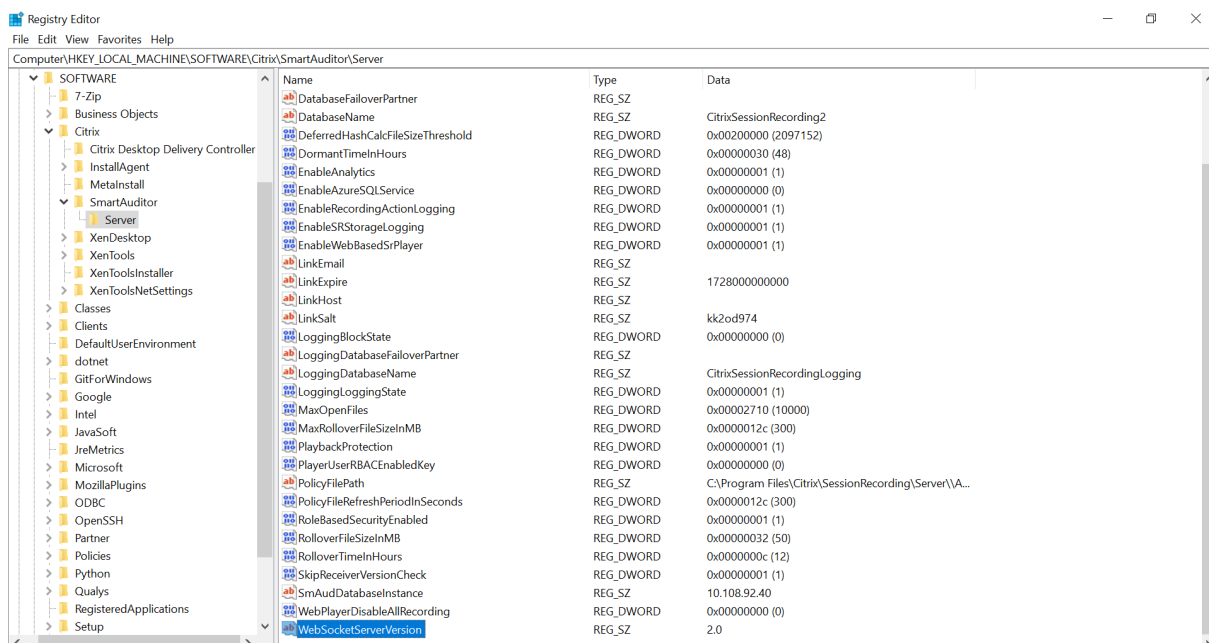 Registry Editor
File Edit View Favorites Help
Computer\HKEY_LOCAL_MACHINE\SOFTWARE\Citrix\SmartAuditor\Server
SOFTWARE
7-Zip
Business Objects
Citrix
Citrix Desktop Delivery Controller
InstallAgent
MetaInstall
SmartAuditor
Server
XenDesktop
XenTools
XenToolsInstaller
XenToolsNetSettings
Classes
Clients
DefaultUserEnvironment
dotnet
GitForWindows
Google
Intel
JavaSoft
JreMetrics
Microsoft
MozillaPlugins
ODBC
OpenSSH
Partner
Policies
Python
Qualys
RegisteredApplications
Setup
Name Type Data
DatabaseFailoverPartner REG_SZ
DatabaseName REG_SZ CitrixSessionRecording2
DeferredHashCalcFileSizeThreshold REG_DWORD 0x00200000 (2097152)
DormantTimeInHours REG_DWORD 0x00000030 (48)
EnableAnalytics REG_DWORD 0x00000001 (1)
EnableAzureSQLService REG_DWORD 0x00000000 (0)
EnableRecordingActionLogging REG_DWORD 0x00000001 (1)
EnableSRStorageLogging REG_DWORD 0x00000001 (1)
EnableWebBasedSrPlayer REG_DWORD 0x00000001 (1)
LinkEmail REG_SZ
LinkExpire REG_SZ 1728000000000
LinkHost REG_SZ
LinkSalt REG_SZ kk2od974
LoggingBlockState REG_DWORD 0x00000000 (0)
LoggingDatabaseFailoverPartner REG_SZ
LoggingDatabaseName REG_SZ CitrixSessionRecordingLogging
LoggingLoggingState REG_DWORD 0x00000001 (1)
MaxOpenFiles REG_DWORD 0x00002710 (10000)
MaxRolloverFileSizeInMB REG_DWORD 0x0000012c (300)
PlaybackProtection REG_DWORD 0x00000001 (1)
PlayerUserRBACEnabledKey REG_DWORD 0x00000000 (0)
PolicyFilePath REG_SZ C:\Program Files\Citrix\SessionRecording\Server\\A...
PolicyFileRefreshPeriodInSeconds REG_DWORD 0x0000012c (300)
RoleBasedSecurityEnabled REG_DWORD 0x00000001 (1)
RolloverFileSizeInMB REG_DWORD 0x00000032 (50)
RolloverTimeInHours REG_DWORD 0x0000000c (12)
SkipReceiverVersionCheck REG_DWORD 0x00000001 (1)
SmAudDatabaseInstance REG_SZ 10.108.92.40
WebPlayerDisableAllRecording REG_DWORD 0x00000000 (0)
WebSocketServerVersion REG_SZ 2.0